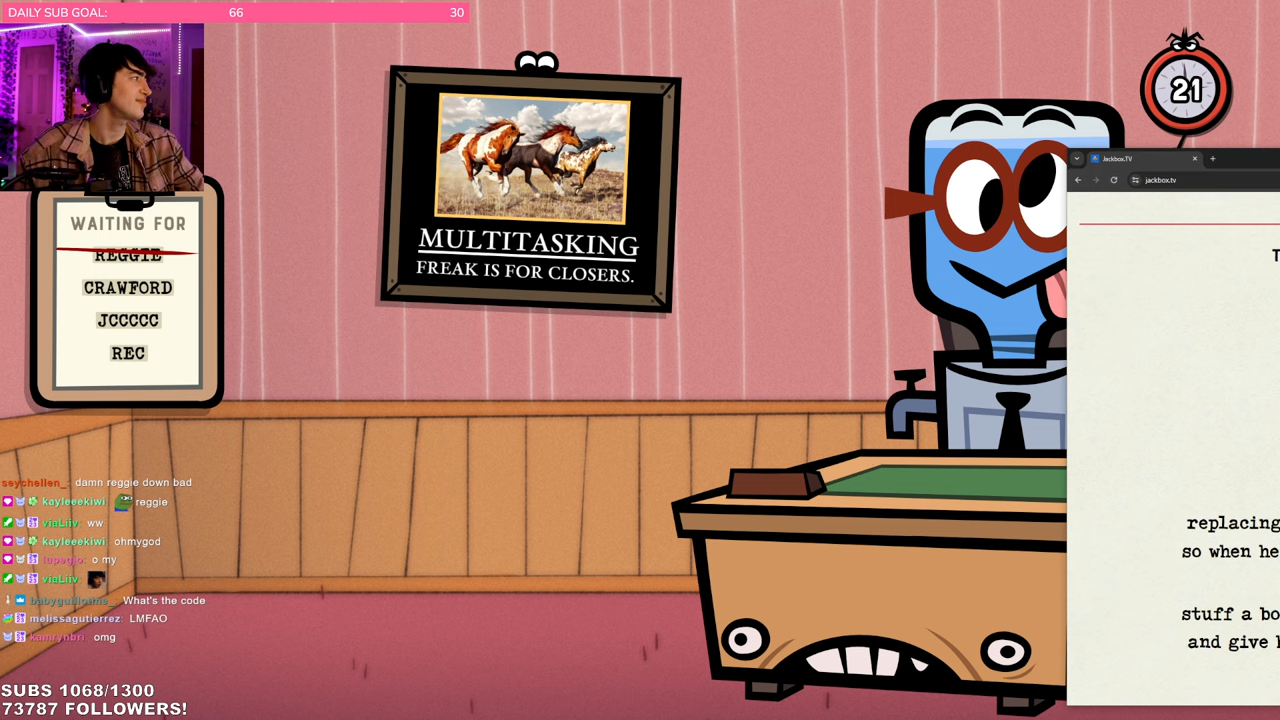 DAILY SUB GOAL: 66 30
21
MULTITASKING
FREAK IS FOR CLOSERS.
WAITING FOR
REGGIE
CRAWFORD
JCCCCC
REC
Jackbox.TV
jackbox.tv
T
replacing
so when he
stuff a bo
and give h
seychellen_: damn reggie down bad
kayleeekiwi: reggie
viaLiiv: ww
kayleeekiwi: ohmygod
lupegio: o my
viaLiiv:
What's the code
melissagutierrez: LMFAO
kamrynbri: omg
SUBS 1068/1300
73787 FOLLOWERS!